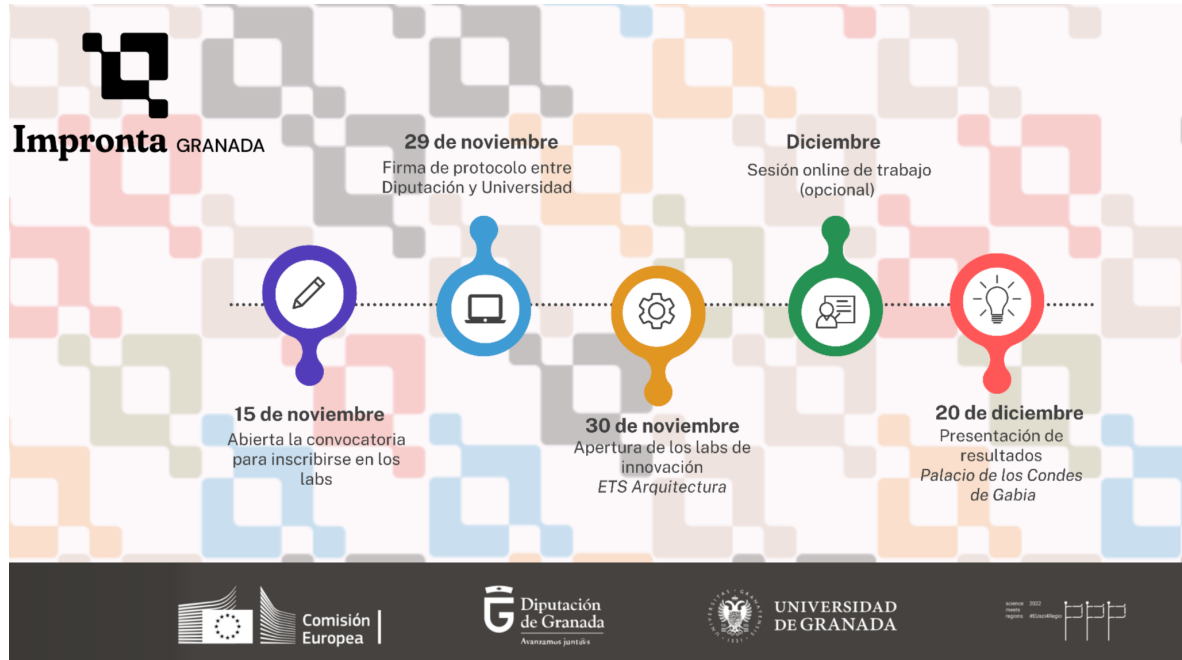 Impronta GRANADA
15 de noviembre
Abierta la convocatoria
para inscribirse en los
labs
29 de noviembre
Firma de protocolo entre
Diputación y Universidad
30 de noviembre
Apertura de los labs de
innovación
ETS Arquitectura
Diciembre
Sesión online de trabajo
(opcional)
20 de diciembre
Presentación de
resultados
Palacio de los Condes
de Gabia
Comisión
Europea
Diputación
de Granada
Avanzamos junt@s
UNIVERSIDAD
DE GRANADA
science 2022
meets
regions